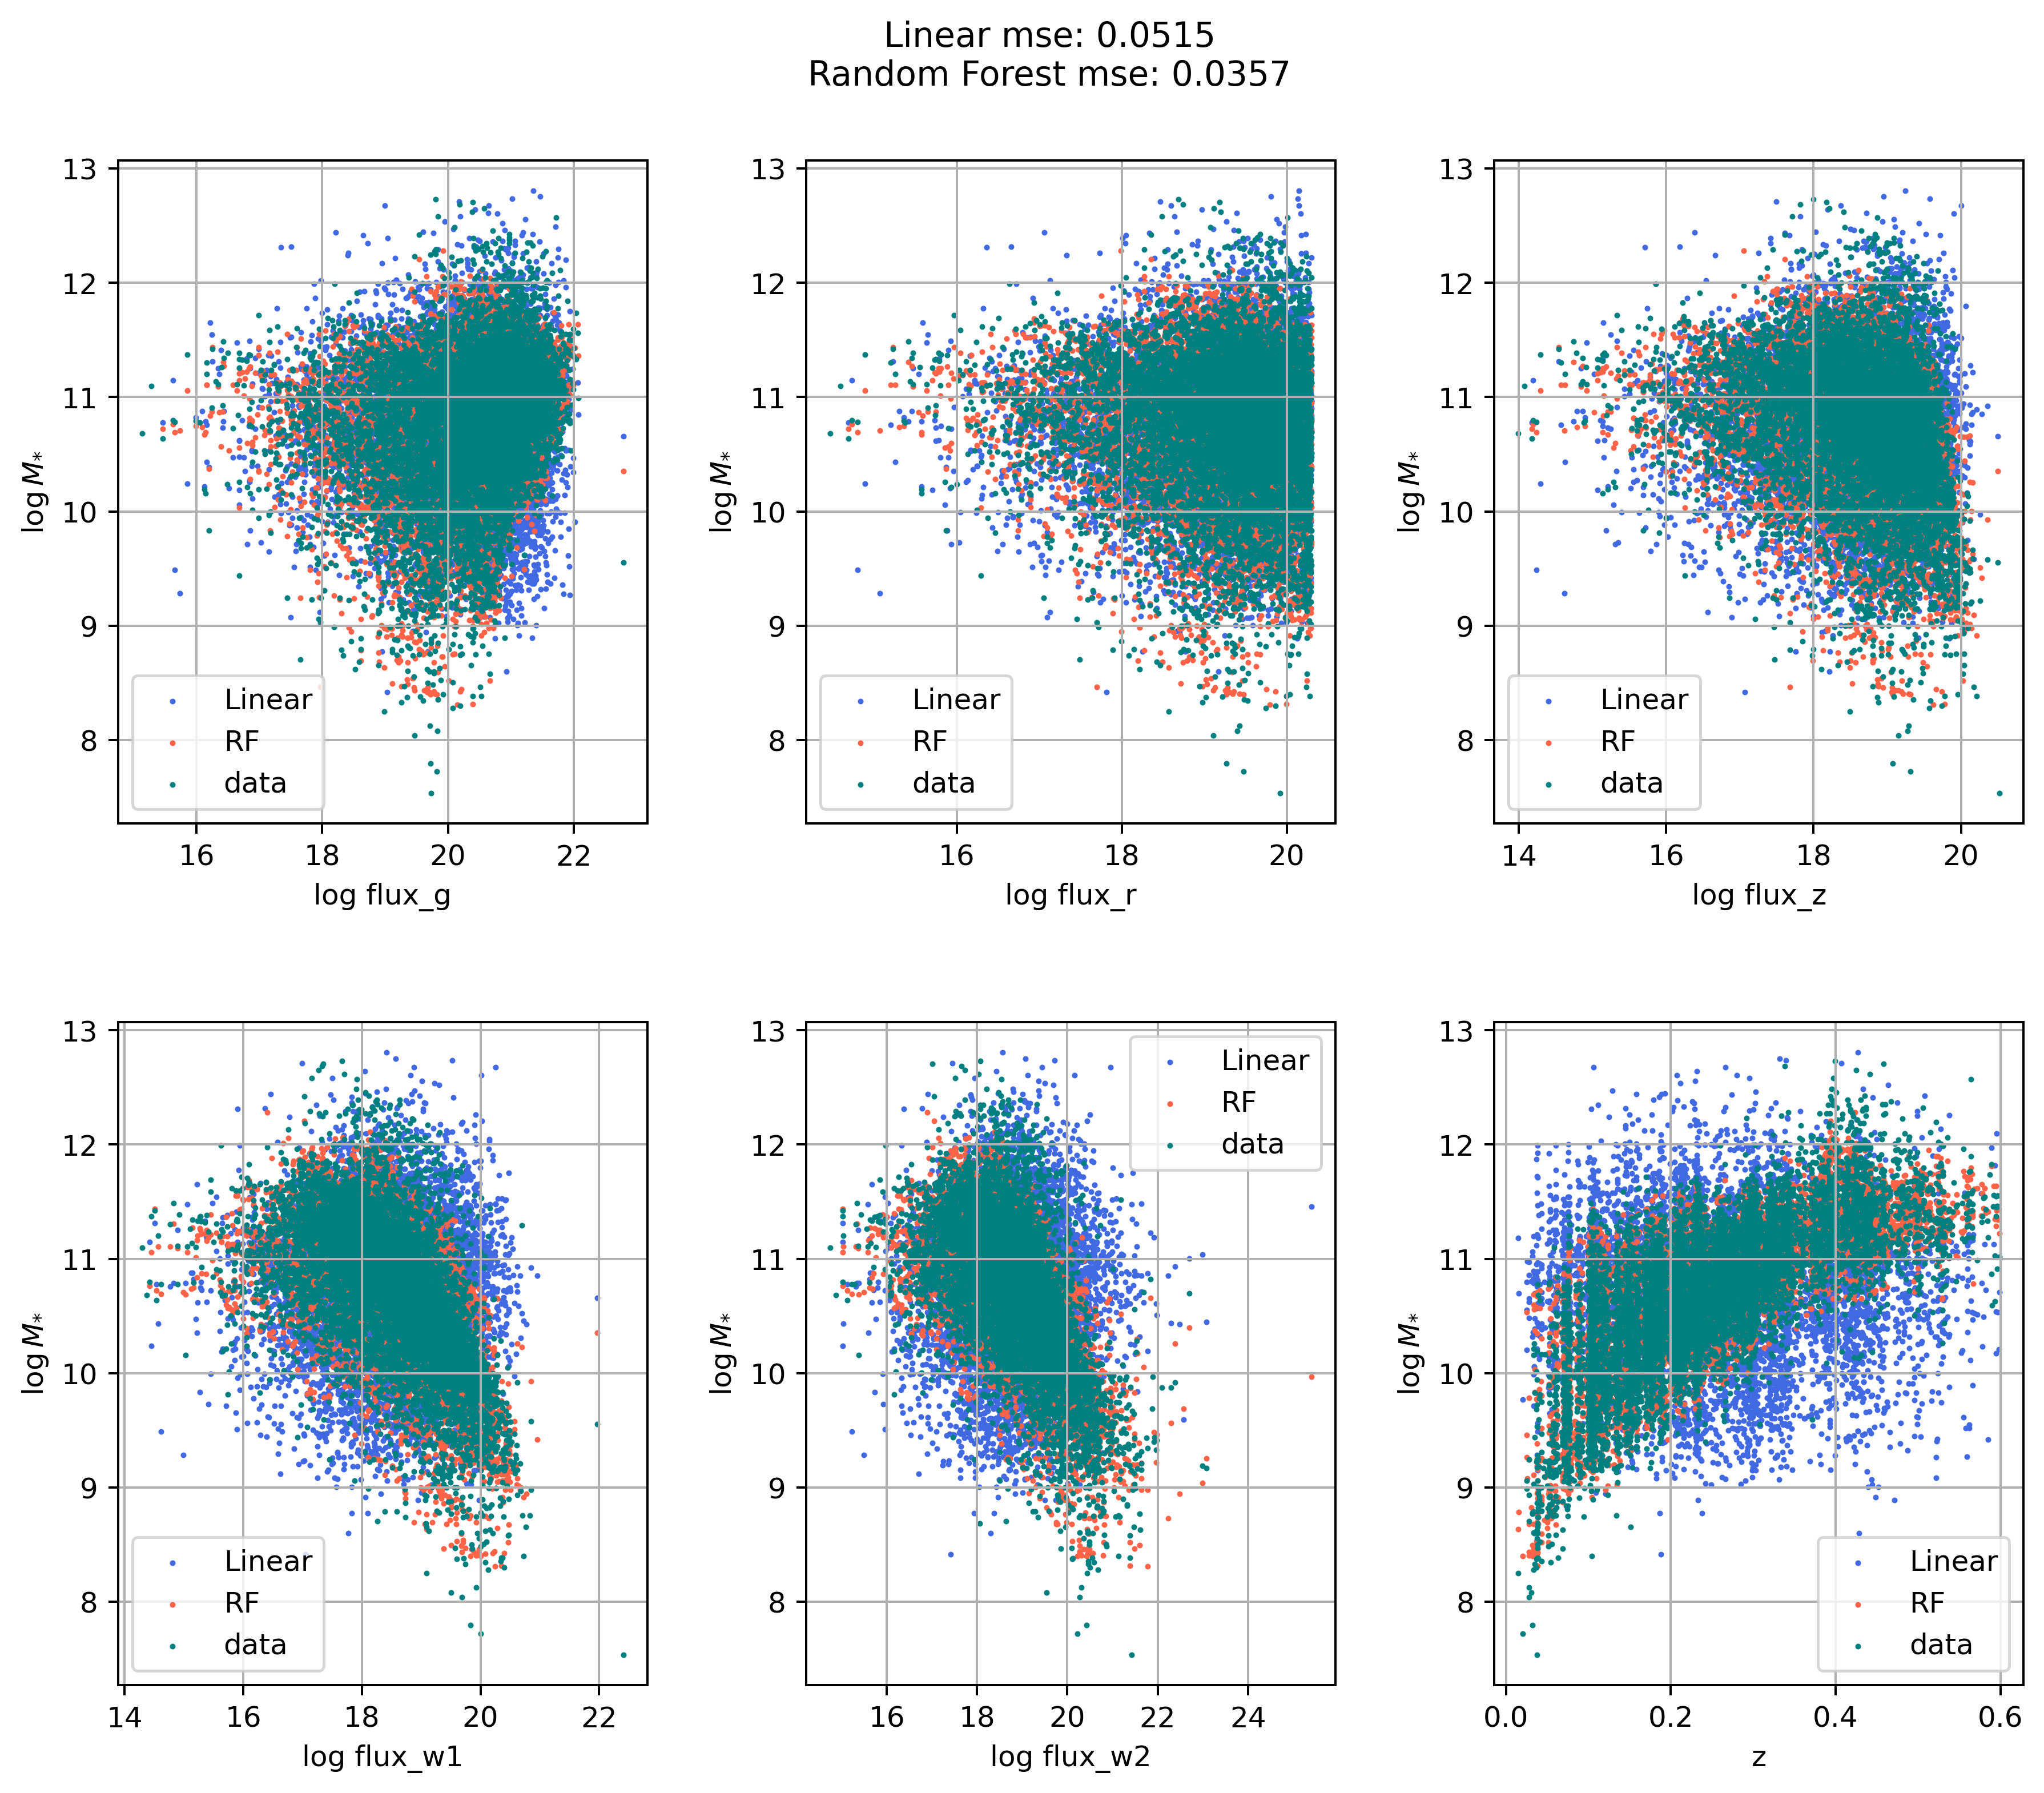 Linear mse: 0.0515
Random Forest mse: 0.0357
13
12
11
10
9
8
log M*
16 18 20 22
log flux_g
Linear
RF
data
13
12
11
10
9
8
log M*
16 18 20
log flux_r
Linear
RF
data
13
12
11
10
9
8
log M*
14 16 18 20
log flux_z
Linear
RF
data
13
12
11
10
9
8
log M*
14 16 18 20 22
log flux_w1
Linear
RF
data
13
12
11
10
9
8
log M*
16 18 20 22 24
log flux_w2
Linear
RF
data
13
12
11
10
9
8
log M*
0.0 0.2 0.4 0.6
z
Linear
RF
data